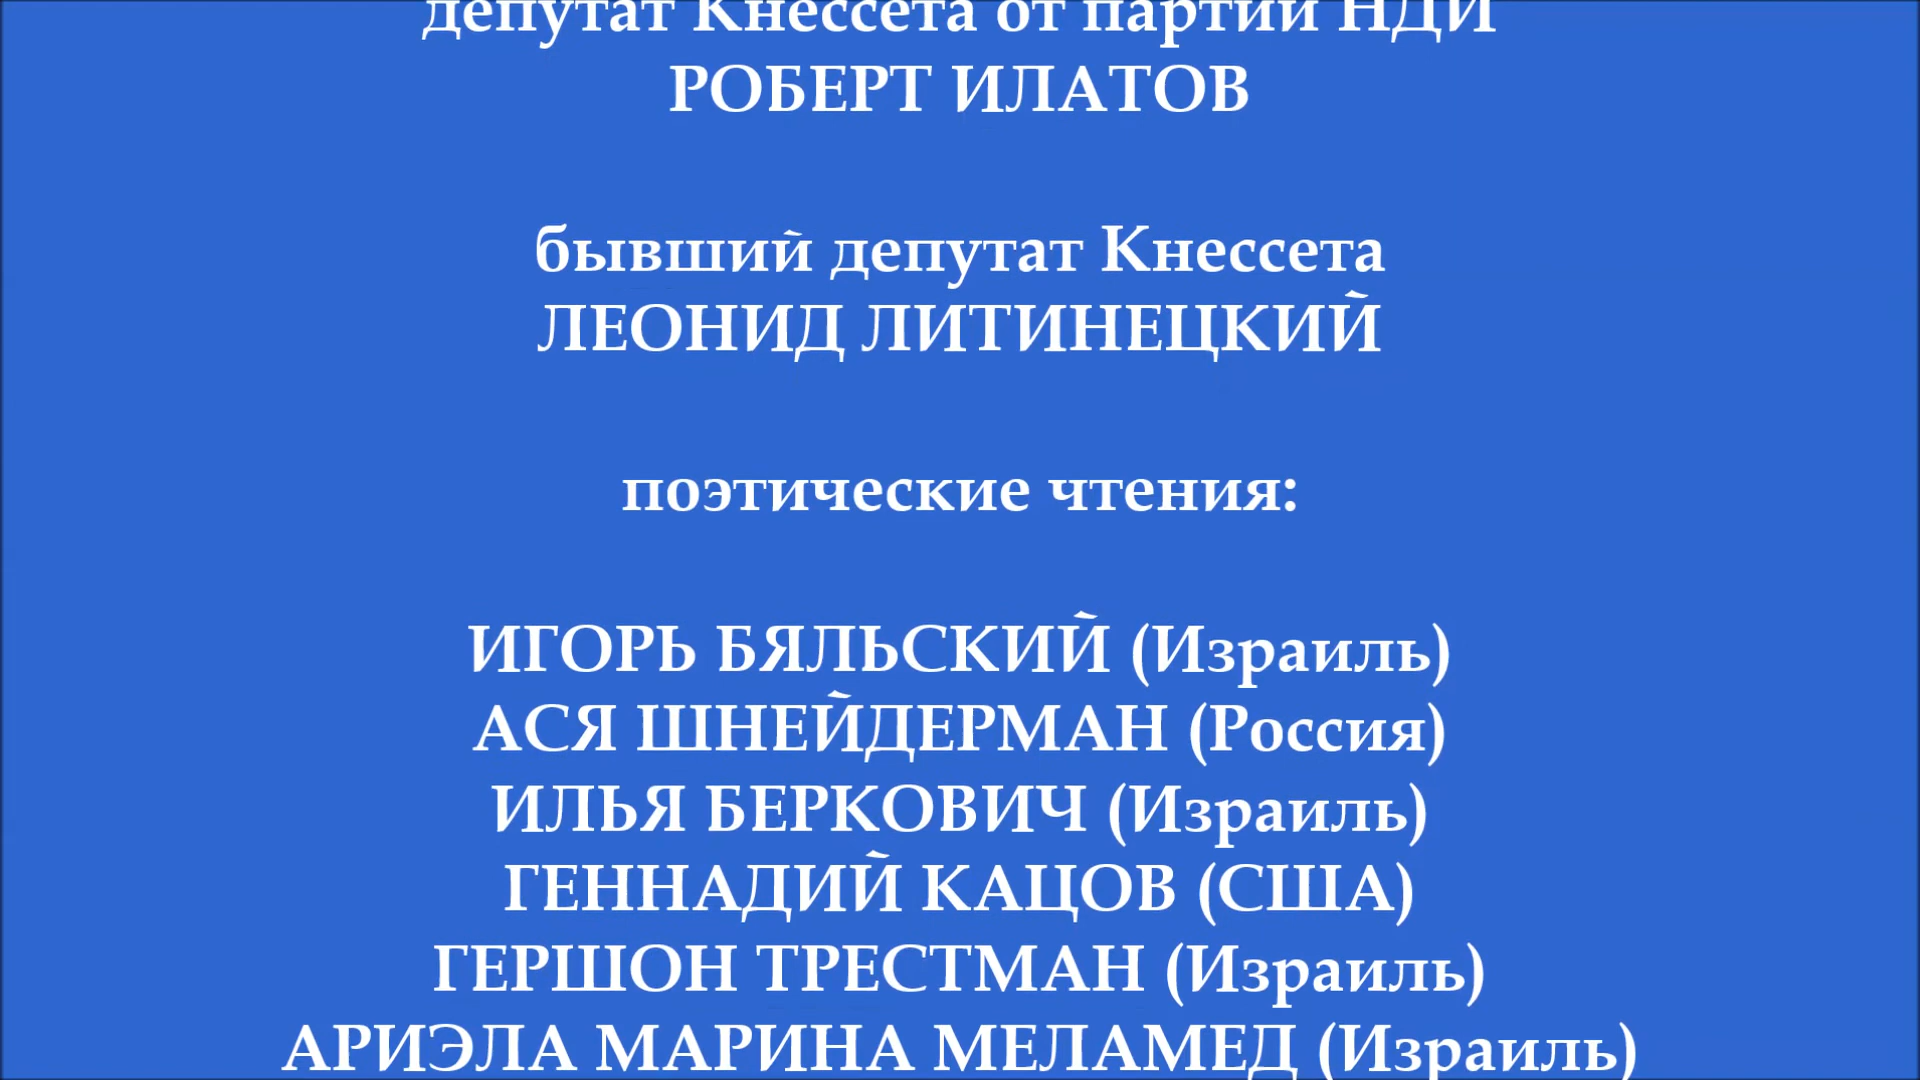 депутат Кнессета от партии НДИ
РОБЕРТ ИЛАТОВ
бывший депутат Кнессета
ЛЕОНИД ЛИТИНЕЦКИЙ
поэтические чтения:
ИГОРЬ БЯЛЬСКИЙ (Израиль)
АСЯ ШНЕЙДЕРМАН (Россия)
ИЛЬЯ БЕРКОВИЧ (Израиль)
ГЕННАДИЙ КАЦОВ (США)
ГЕРШОН ТРЕСТМАН (Израиль)
АРИЭЛА МАРИНА МЕЛАМЕД (Израиль)